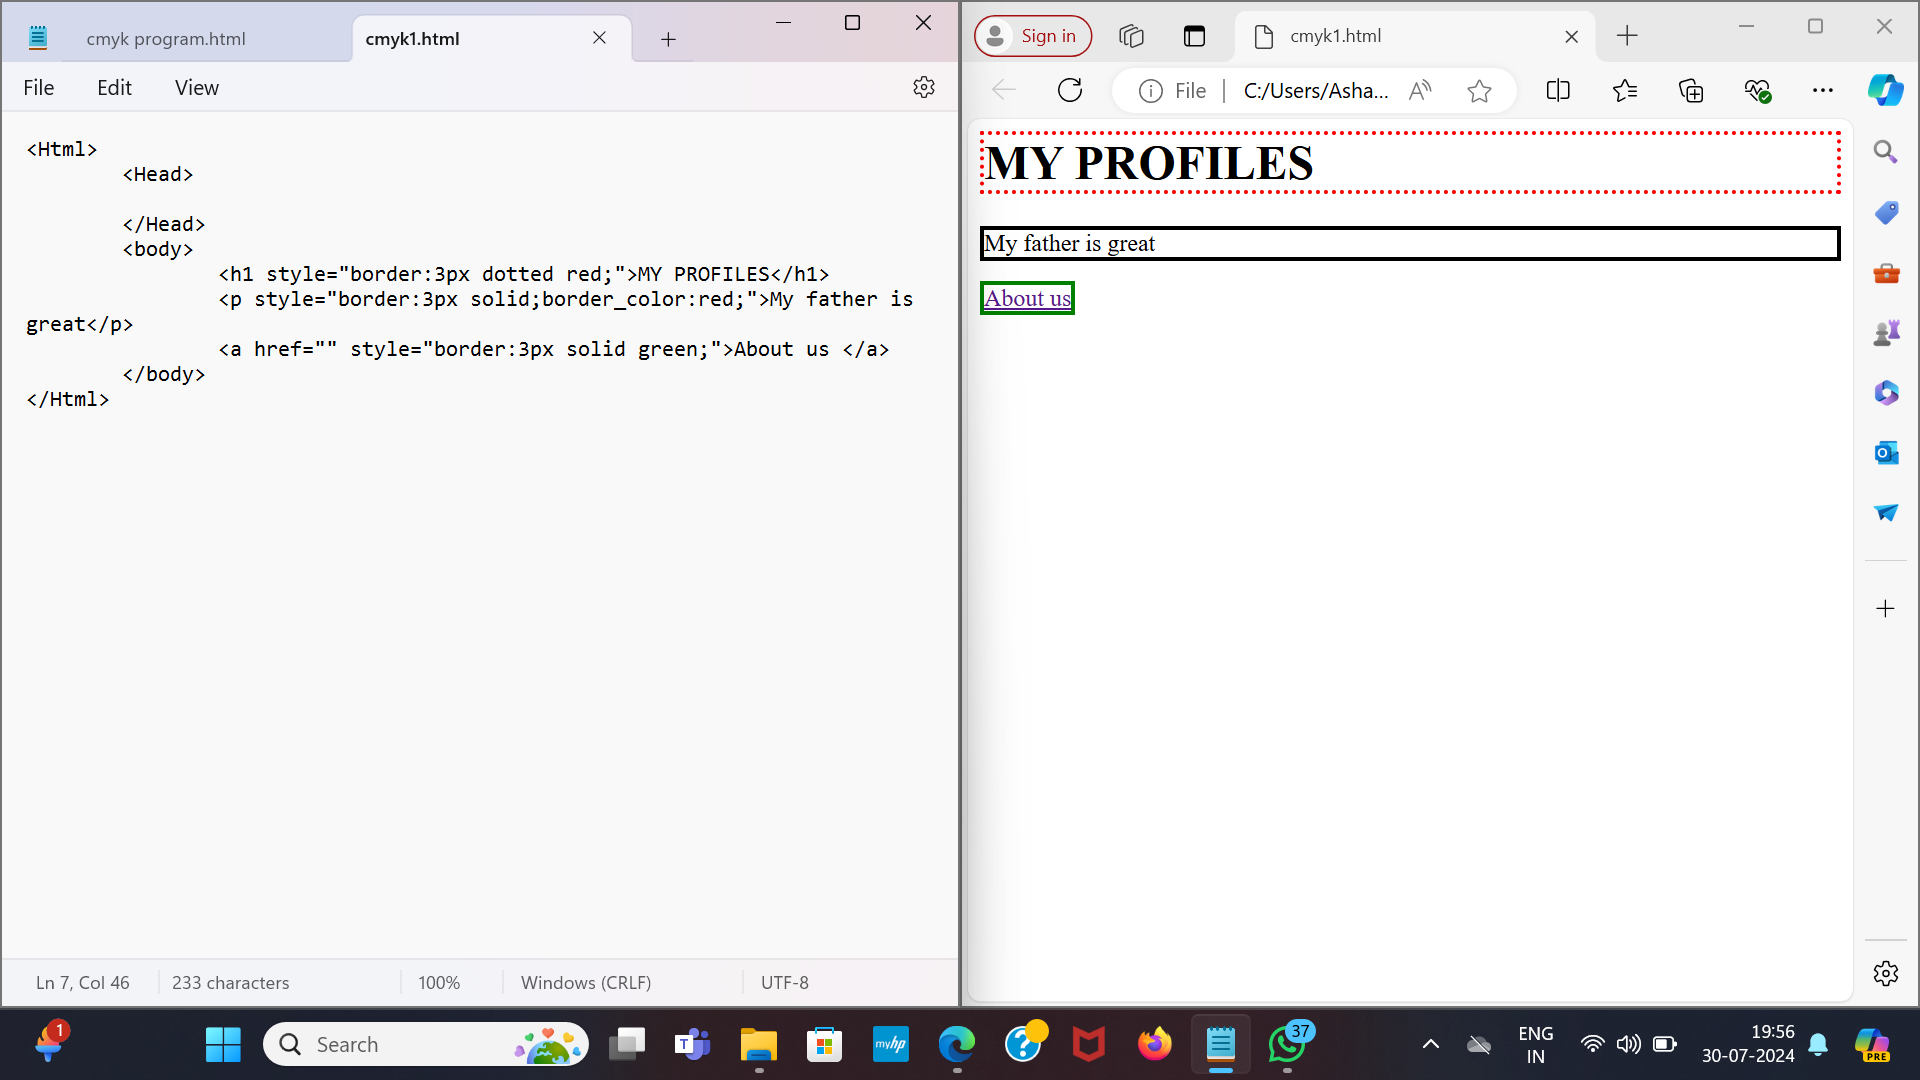 cmyk program.html
cmyk1.html
File Edit View
<Html>
<Head>
</Head>
<body>
<h1 style="border:3px dotted red;">MY PROFILES</h1>
<p style="border:3px solid;border_color:red;">My father is
great</p>
<a href="" style="border:3px solid green;">About us </a>
</body>
</Html>
Ln 7, Col 46
233 characters
100%
Windows (CRLF)
UTF-8
Sign in
cmyk1.html
File
C:/Users/Asha...
MY PROFILES
My father is great
About us
1
Search
T
myhp
?
37
ENG
IN
19:56
30-07-2024
PRE